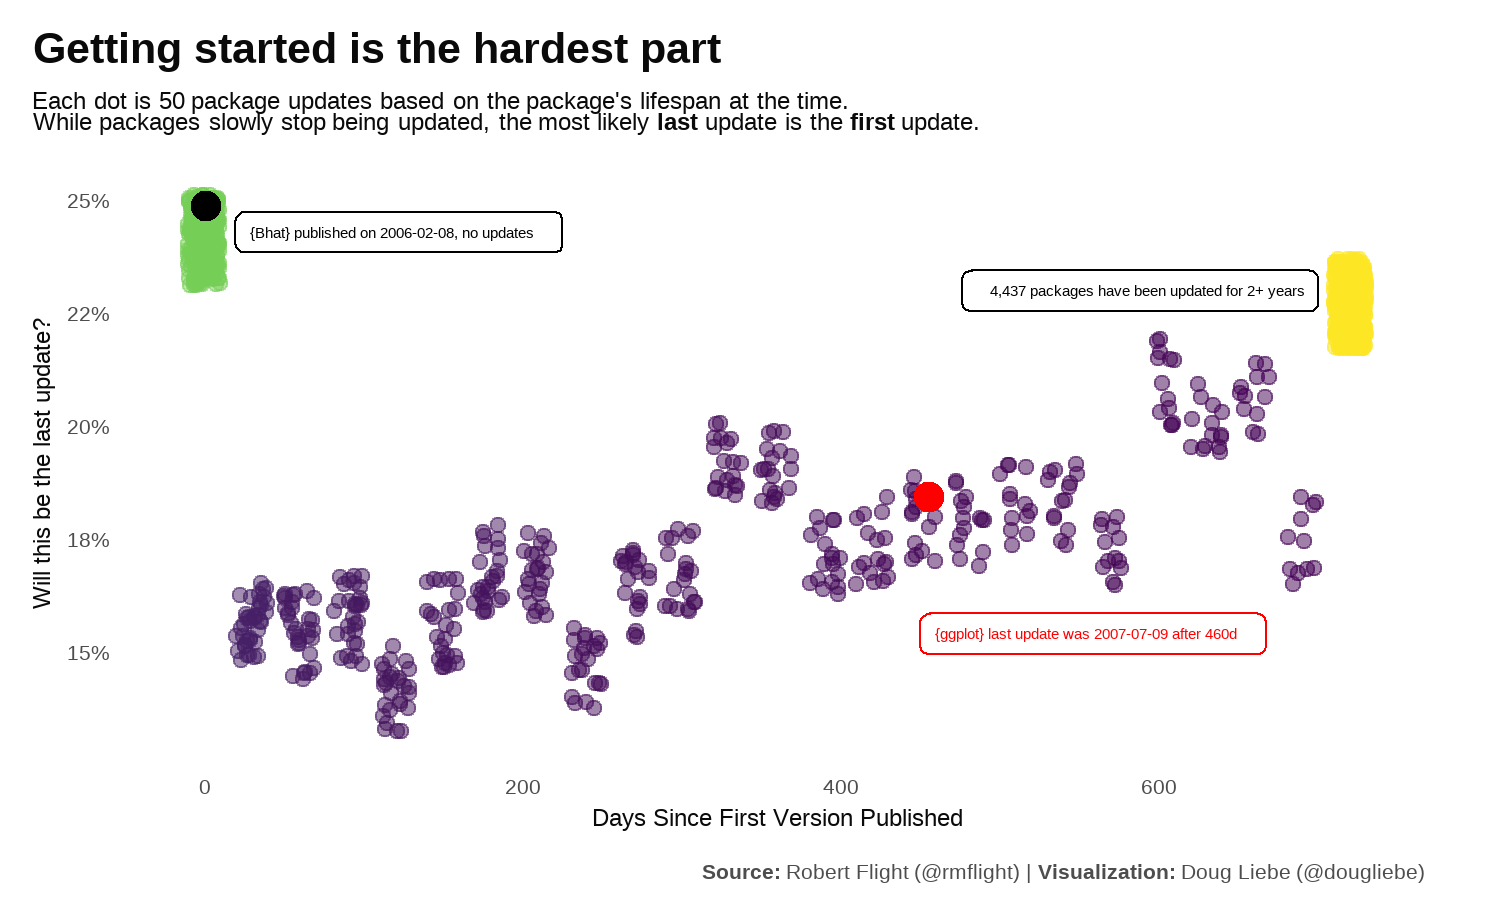 Getting started is the hardest part
Each dot is 50 package updates based on the package's lifespan at the time.
While packages slowly stop being updated, the most likely last update is the first update.
25%
{Bhat} published on 2006-02-08, no updates
4,437 packages have been updated for 2+ years
22%
20%
18%
{ggplot} last update was 2007-07-09 after 460d
15%
Will this be the last update?
0 200 400 600
Days Since First Version Published
Source: Robert Flight (@rmflight) | Visualization: Doug Liebe (@dougliebe)